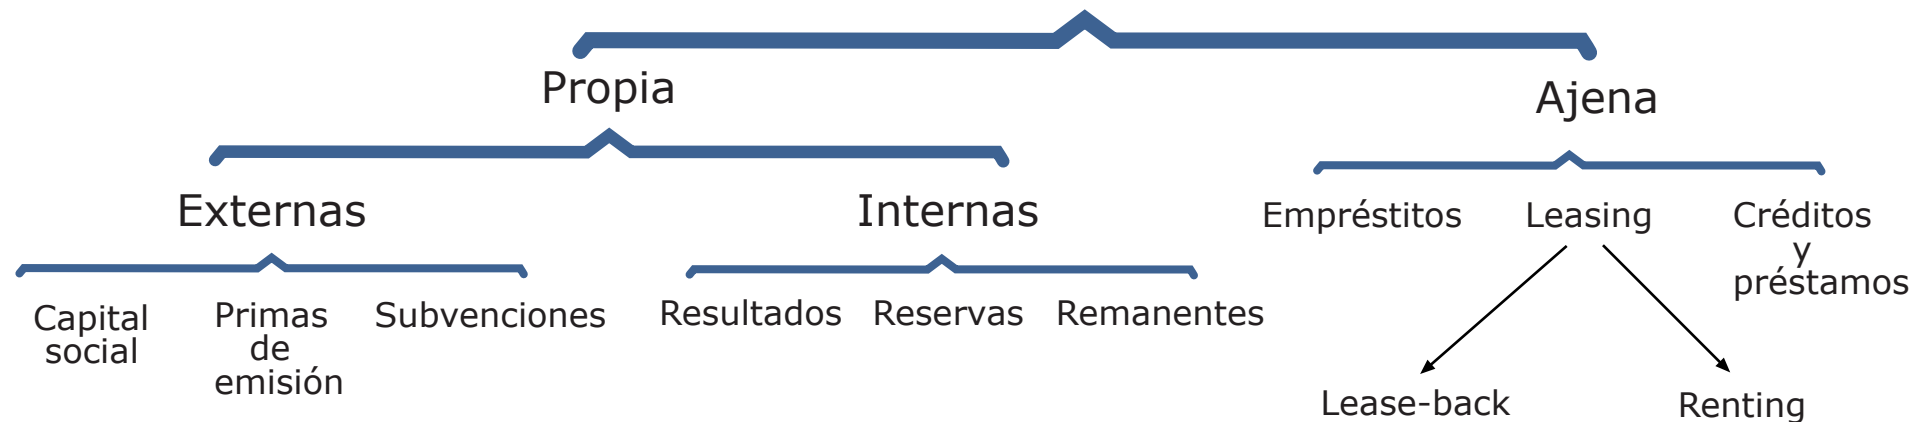 Propia
Ajena
Externas
Internas
Empréstitos
Leasing
Créditos
y
préstamos
Capital
social
Primas
de
emisión
Subvenciones
Resultados
Reservas
Remanentes
Lease-back
Renting